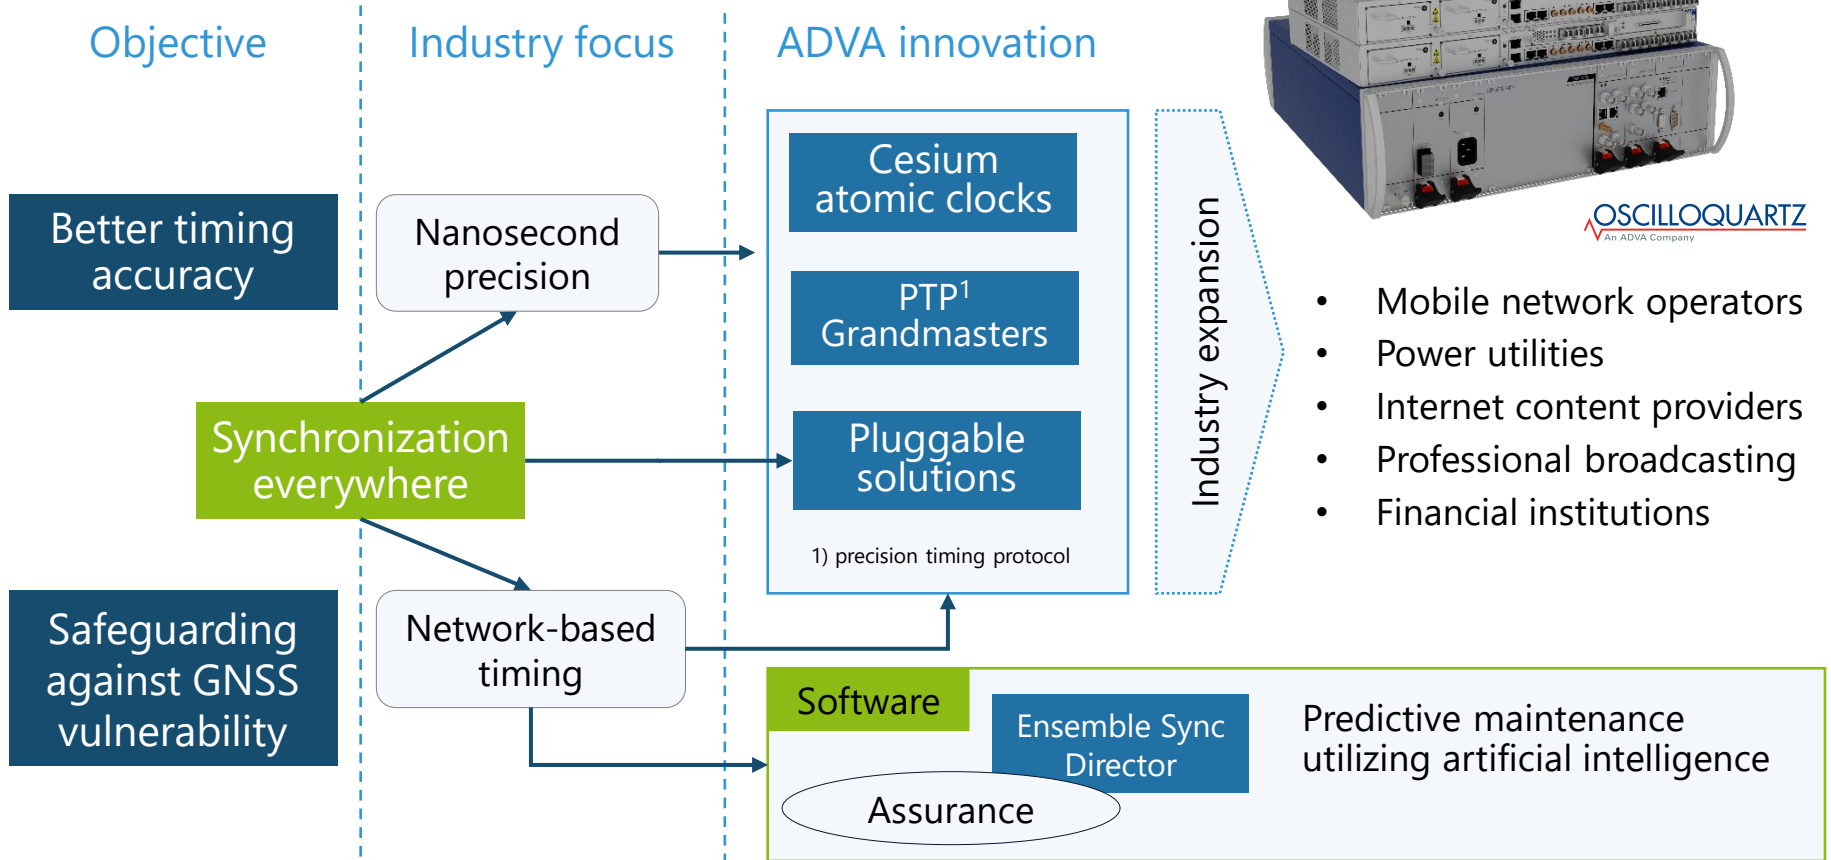 Objective
Industry focus
ADVA innovation
Better timing
accuracy
Nanosecond
precision
Cesium
atomic clocks
PTP¹
Grandmasters
Synchronization
everywhere
Pluggable
solutions
1) precision timing protocol
Industry expansion
OSCILLOQUARTZ
An ADVA Company
• Mobile network operators
• Power utilities
• Internet content providers
• Professional broadcasting
• Financial institutions
Safeguarding
against GNSS
vulnerability
Network-based
timing
Software
Ensemble Sync
Director
Assurance
Predictive maintenance
utilizing artificial intelligence